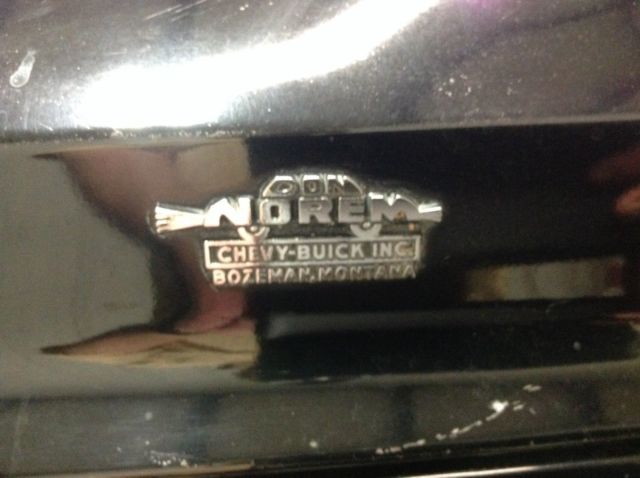 DON
NOREM
CHEVY-BUICK INC.
BOZEMAN, MONTANA